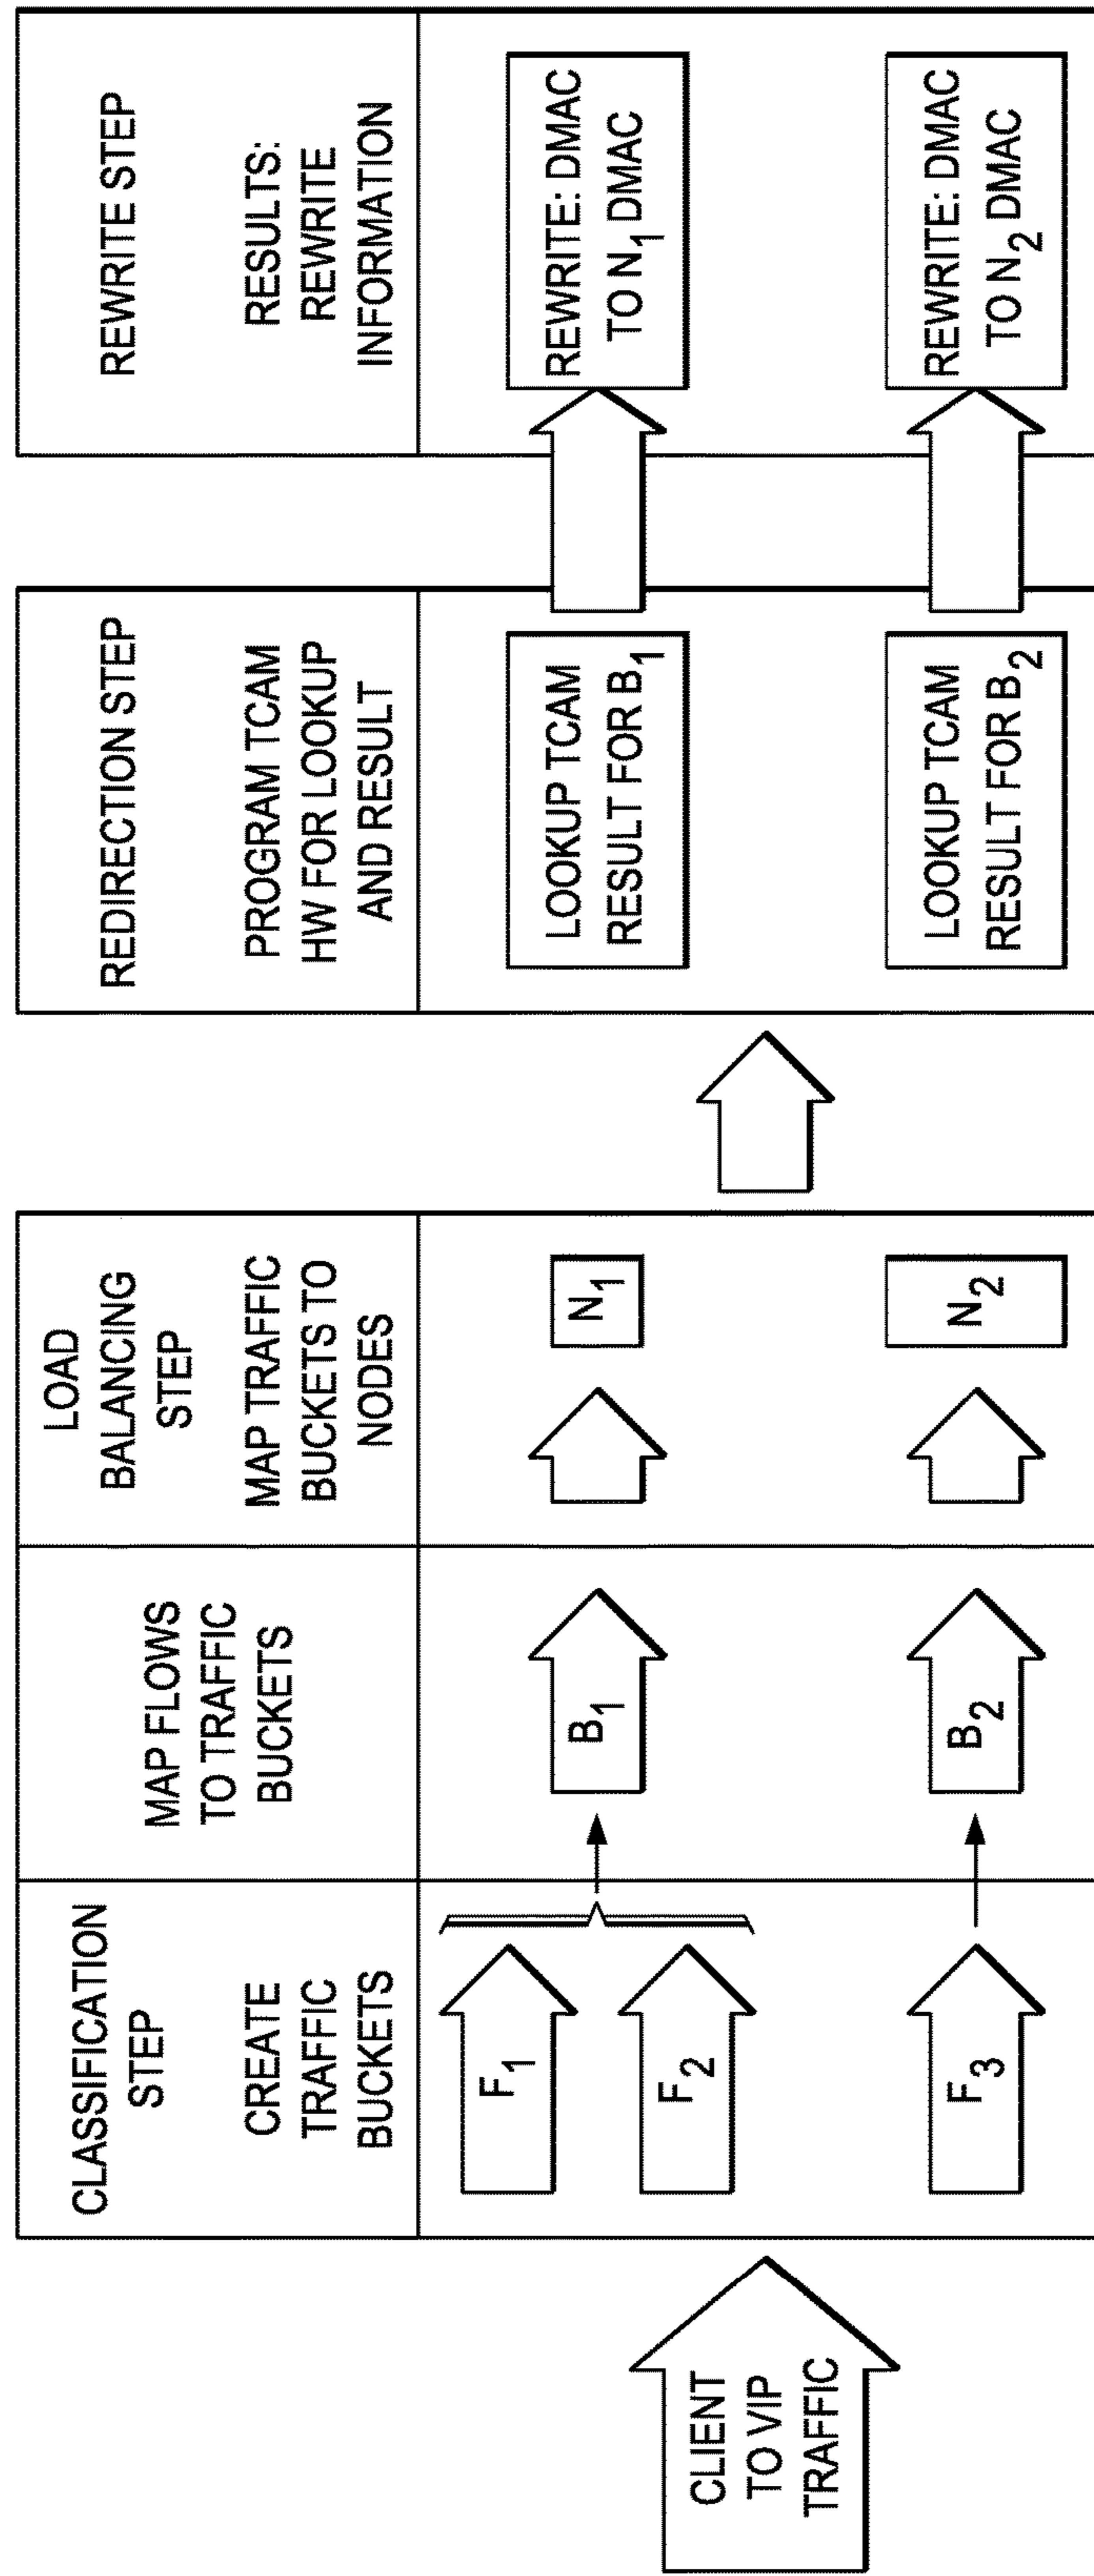 CLIENT
TO VIP
TRAFFIC
CLASSIFICATION
STEP
CREATE
TRAFFIC
BUCKETS
F1
F2
F3
MAP FLOWS
TO TRAFFIC
BUCKETS
B1
B2
LOAD
BALANCING
STEP
MAP TRAFFIC
BUCKETS TO
NODES
N1
N2
REDIRECTION STEP
PROGRAM TCAM
HW FOR LOOKUP
AND RESULT
LOOKUP TCAM
RESULT FOR B1
LOOKUP TCAM
RESULT FOR B2
REWRITE STEP
RESULTS:
REWRITE
INFORMATION
REWRITE: DMAC
TO N1 DMAC
REWRITE: DMAC
TO N2 DMAC